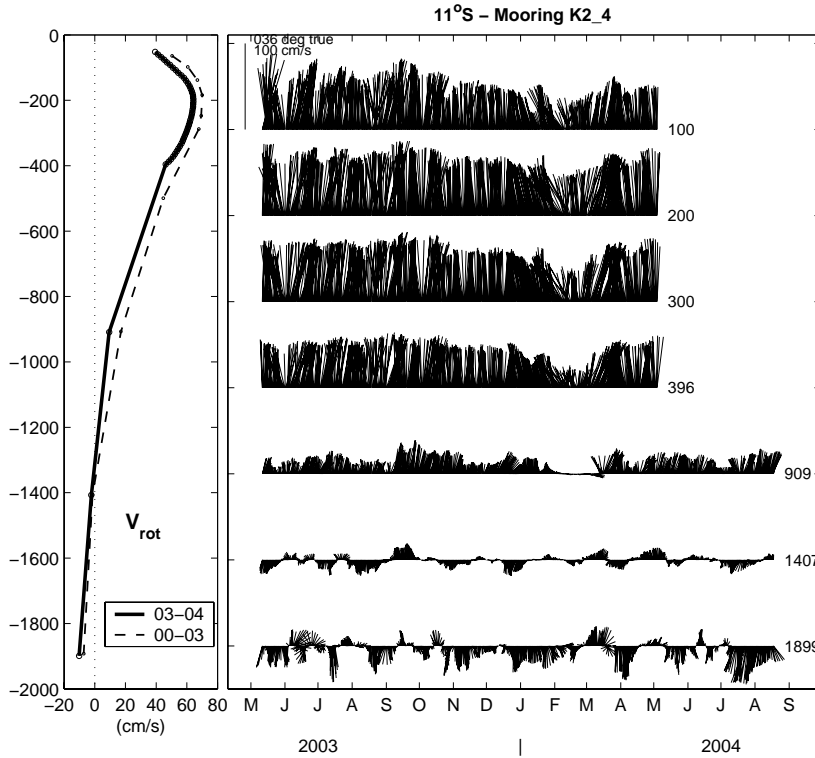 11°S – Mooring K2_4
036 deg true
100 cm/s
0
−200
−400
−600
−800
−1000
−1200
−1400
−1600
−1800
−2000
V_rot
03−04
00−03
−20 0 20 40 60 80
(cm/s)
100
200
300
396
909
1407
1899
M J J A S O N D J F M A M J J A S
2003 | 2004